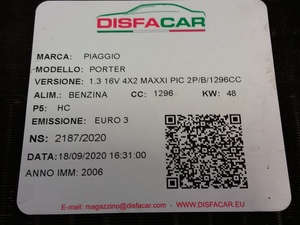 DISFACAR
MARCA: PIAGGIO
MODELLO: PORTER
VERSIONE: 1.3 16V 4X2 MAXXI PIC 2P/B/1296CC
ALIM.: BENZINA CC: 1296 KW: 48
P5: HC
EMISSIONE: EURO 3
NS: 2187/2020
DATA:18/09/2020 16:31:00
ANNO IMM: 2006
E-mail: magazzino@disfacar.com WWW.DISFACAR.EU